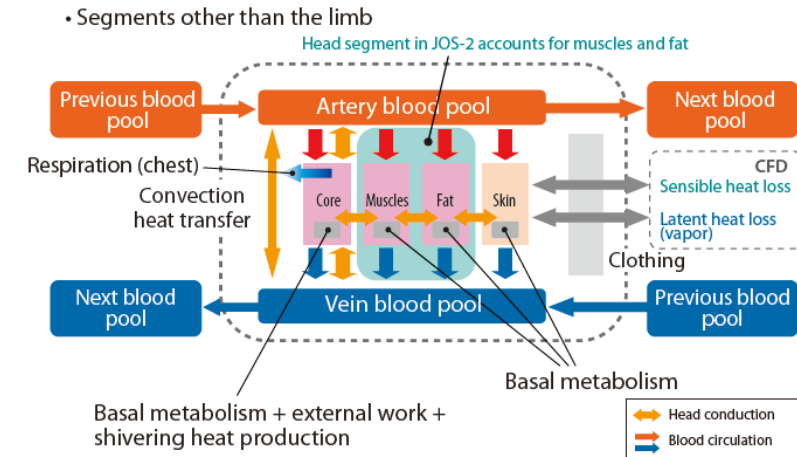 • Segments other than the limb
Head segment in JOS-2 accounts for muscles and fat
Previous blood
pool
Artery blood pool
Next blood
pool
Respiration (chest)
Convection
heat transfer
Core
Muscles
Fat
Skin
CFD
Sensible heat loss
Latent heat loss
(vapor)
Clothing
Next blood
pool
Vein blood pool
Previous blood
pool
Basal metabolism
Basal metabolism + external work +
shivering heat production
Head conduction
Blood circulation